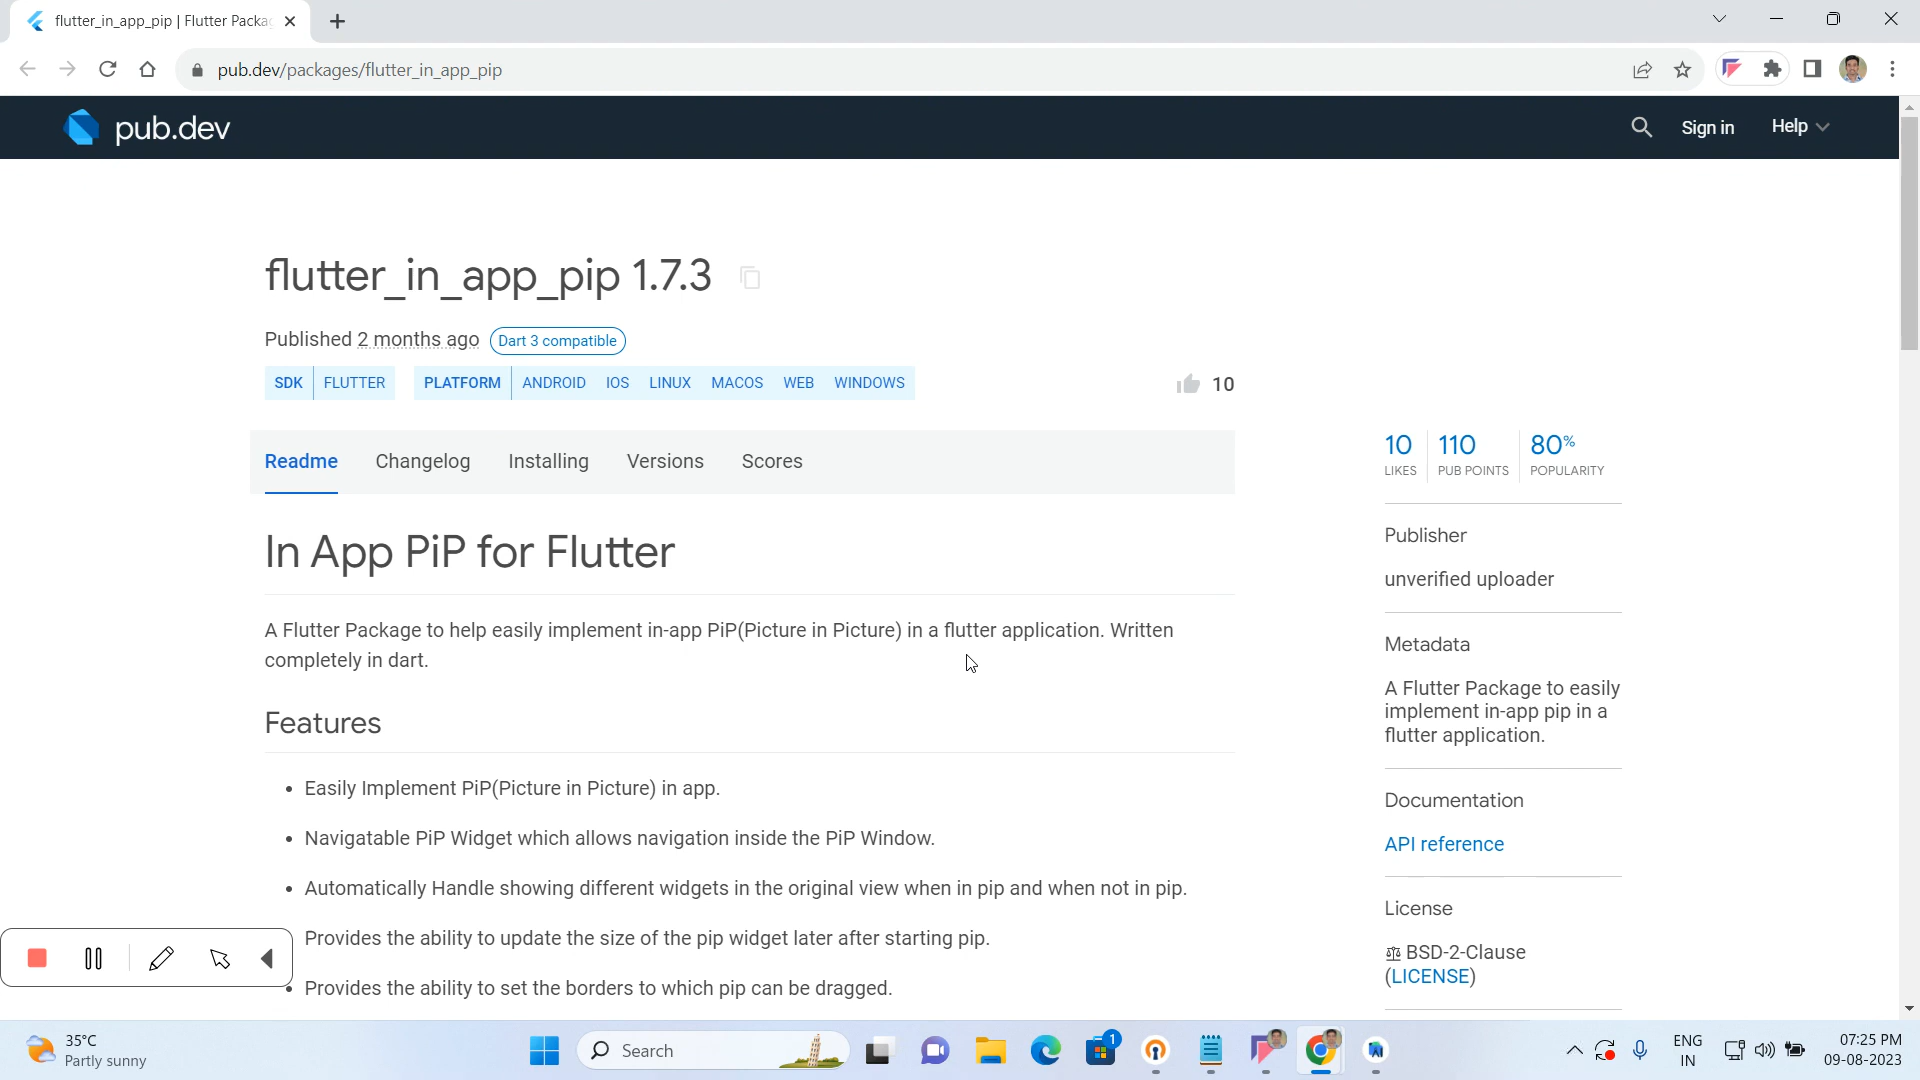 flutter_in_app_pip | Flutter Packa
pub.dev/packages/flutter_in_app_pip
pub.dev
Sign in
Help
flutter_in_app_pip 1.7.3
Published 2 months ago
Dart 3 compatible
SDK FLUTTER
PLATFORM ANDROID IOS LINUX MACOS WEB WINDOWS
10
Readme Changelog Installing Versions Scores
In App PiP for Flutter
A Flutter Package to help easily implement in-app PiP(Picture in Picture) in a flutter application. Written
completely in dart.
Features
• Easily Implement PiP(Picture in Picture) in app.
• Navigatable PiP Widget which allows navigation inside the PiP Window.
• Automatically Handle showing different widgets in the original view when in pip and when not in pip.
Provides the ability to update the size of the pip widget later after starting pip.
• Provides the ability to set the borders to which pip can be dragged.
10 110 80%
LIKES PUB POINTS POPULARITY
Publisher
unverified uploader
Metadata
A Flutter Package to easily
implement in-app pip in a
flutter application.
Documentation
API reference
License
BSD-2-Clause
(LICENSE)
35°C
Partly sunny
Search
1
ENG
IN
07:25 PM
09-08-2023